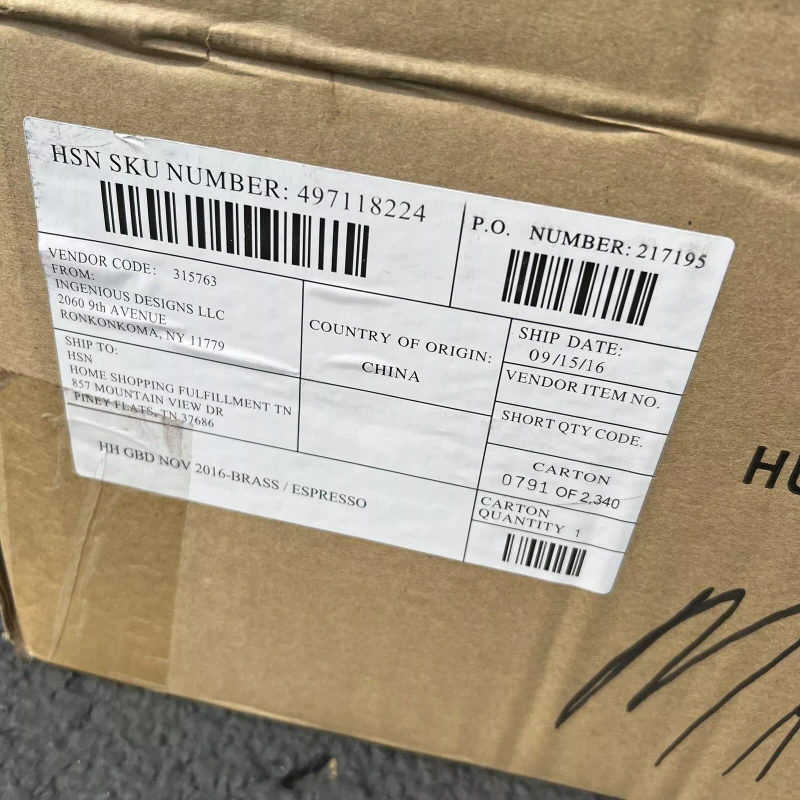 HSN SKU NUMBER: 497118224
P.O. NUMBER: 217195
VENDOR CODE: 315763
FROM:
INGENIOUS DESIGNS LLC
2060 9th AVENUE
RONKONKOMA, NY 11779
SHIP TO:
HSN
HOME SHOPPING FULFILLMENT TN
857 MOUNTAIN VIEW DR
PINEY FLATS, TN 37686
COUNTRY OF ORIGIN:
CHINA
SHIP DATE:
09/15/16
VENDOR ITEM NO.
SHORT QTY CODE.
CARTON
0791 OF 2,340
CARTON
QUANTITY 1
HH GBD NOV 2016-BRASS / ESPRESSO